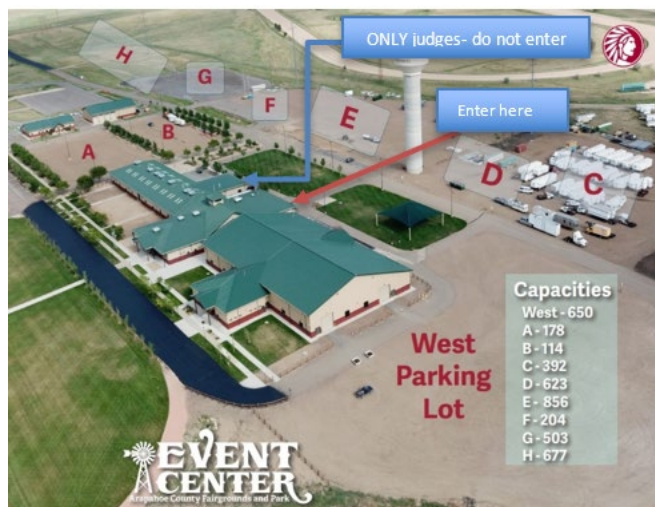 ONLY judges- do not enter
Enter here
H
G
F
E
D
C
B
A
West
Parking
Lot
Capacities
West - 650
A - 178
B - 114
C - 392
D - 623
E - 856
F - 204
G - 503
H - 677
EVENT
CENTER
Arapahoe County Fairgrounds and Park